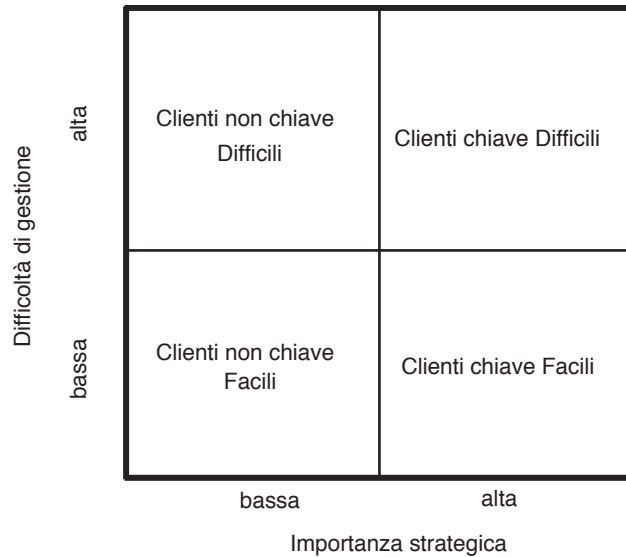 Difficoltà di gestione
alta
bassa
Clienti non chiave
Difficili
Clienti chiave Difficili
Clienti non chiave
Facili
Clienti chiave Facili
bassa
alta
Importanza strategica